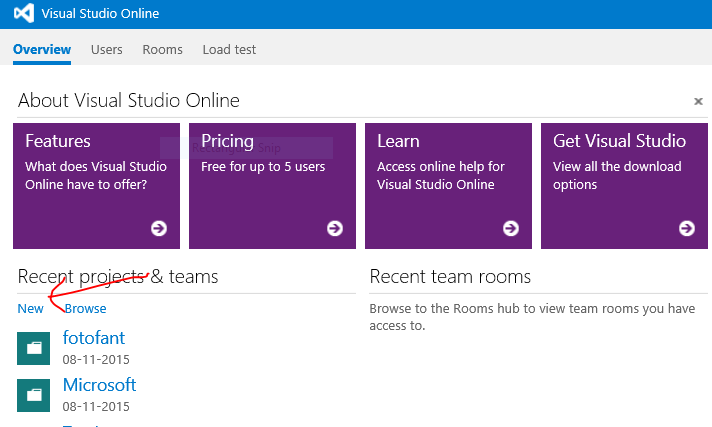 Visual Studio Online
Overview Users Rooms Load test
About Visual Studio Online
Features
What does Visual Studio
Online have to offer?
Pricing
Free for up to 5 users
Rectangular Snip
Learn
Access online help for
Visual Studio Online
Get Visual Studio
View all the download
options
Recent projects & teams
New Browse
fotofant
08-11-2015
Microsoft
08-11-2015
Recent team rooms
Browse to the Rooms hub to view team rooms you have
access to.